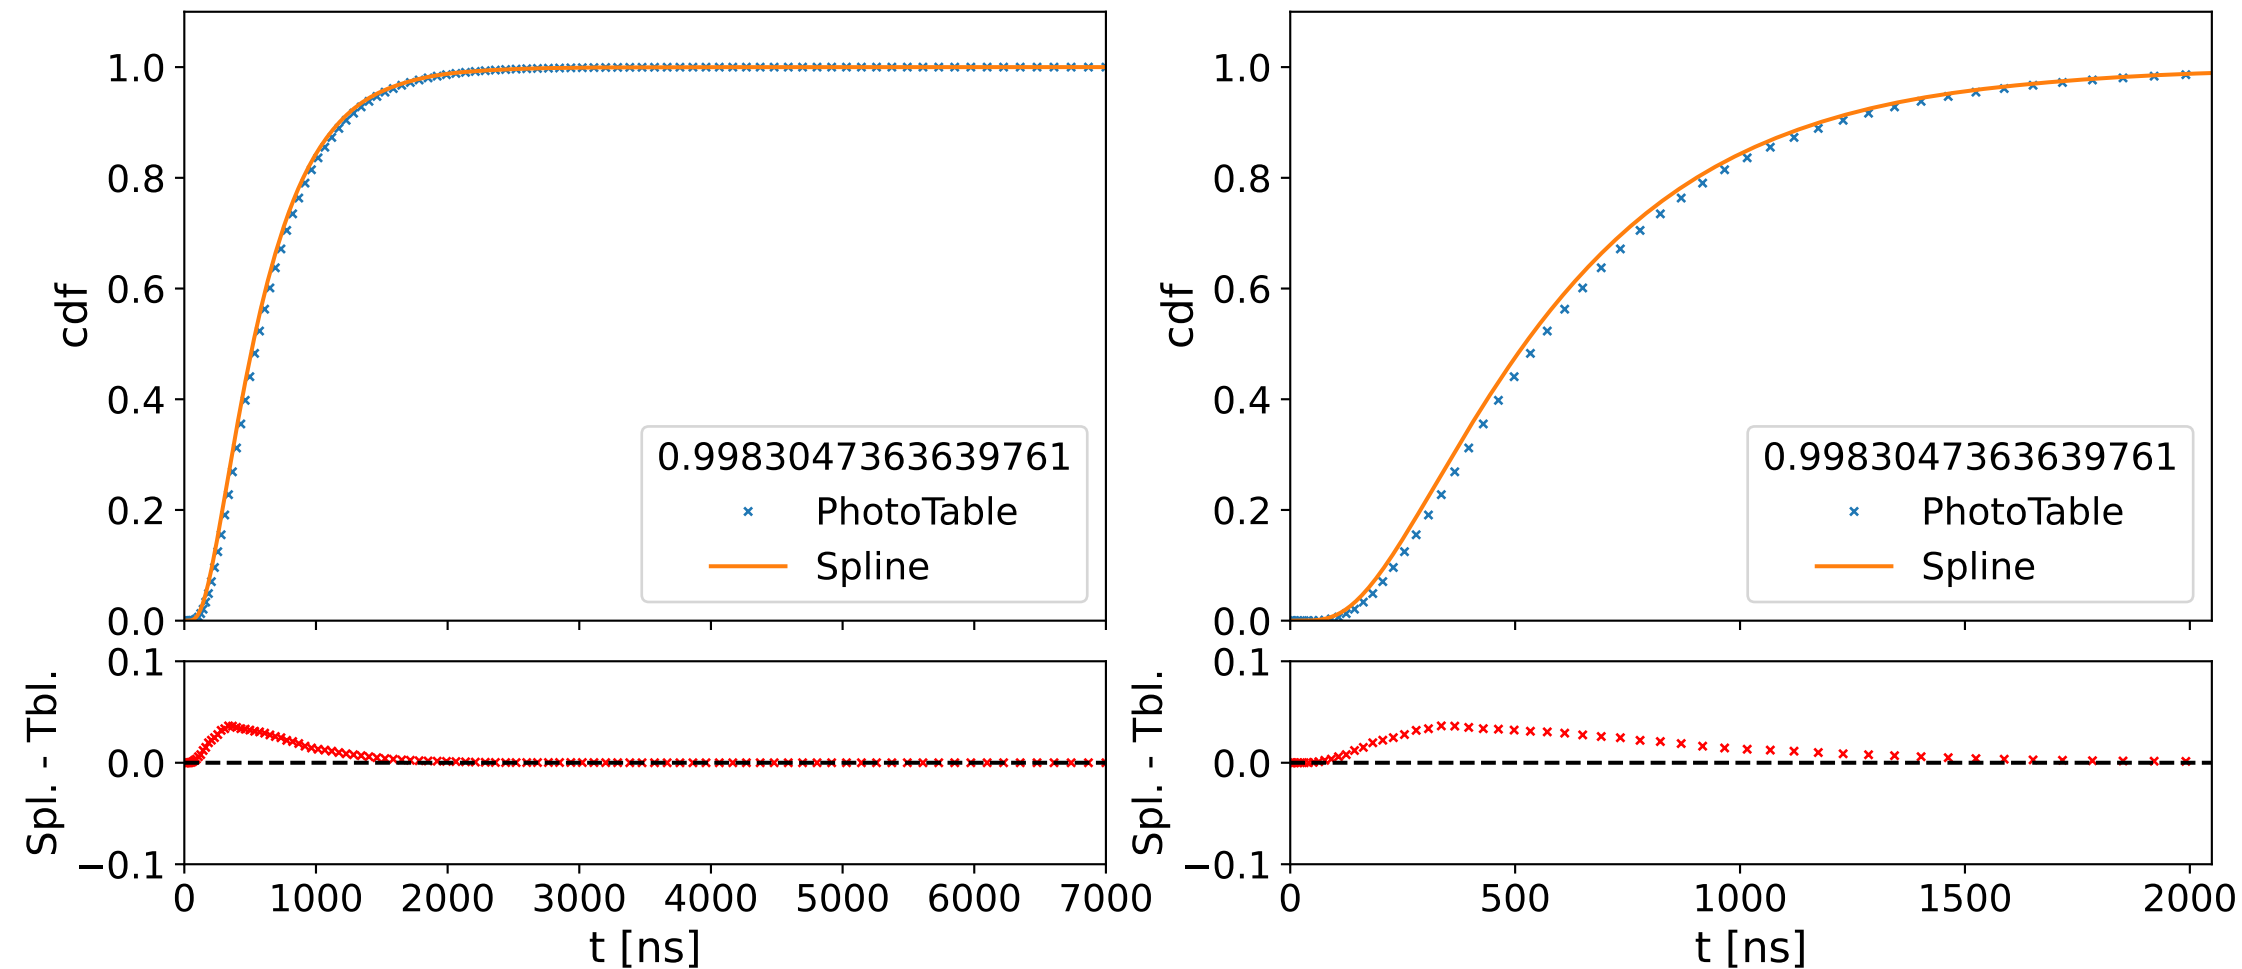 cdf
1.0
0.8
0.6
0.4
0.2
0.0
0.9983047363639761
PhotoTable
Spline
Spl. - Tbl.
0.1
0.0
−0.1
0 1000 2000 3000 4000 5000 6000 7000
t [ns]
cdf
1.0
0.8
0.6
0.4
0.2
0.0
0.9983047363639761
PhotoTable
Spline
Spl. - Tbl.
0.1
0.0
−0.1
0 500 1000 1500 2000
t [ns]